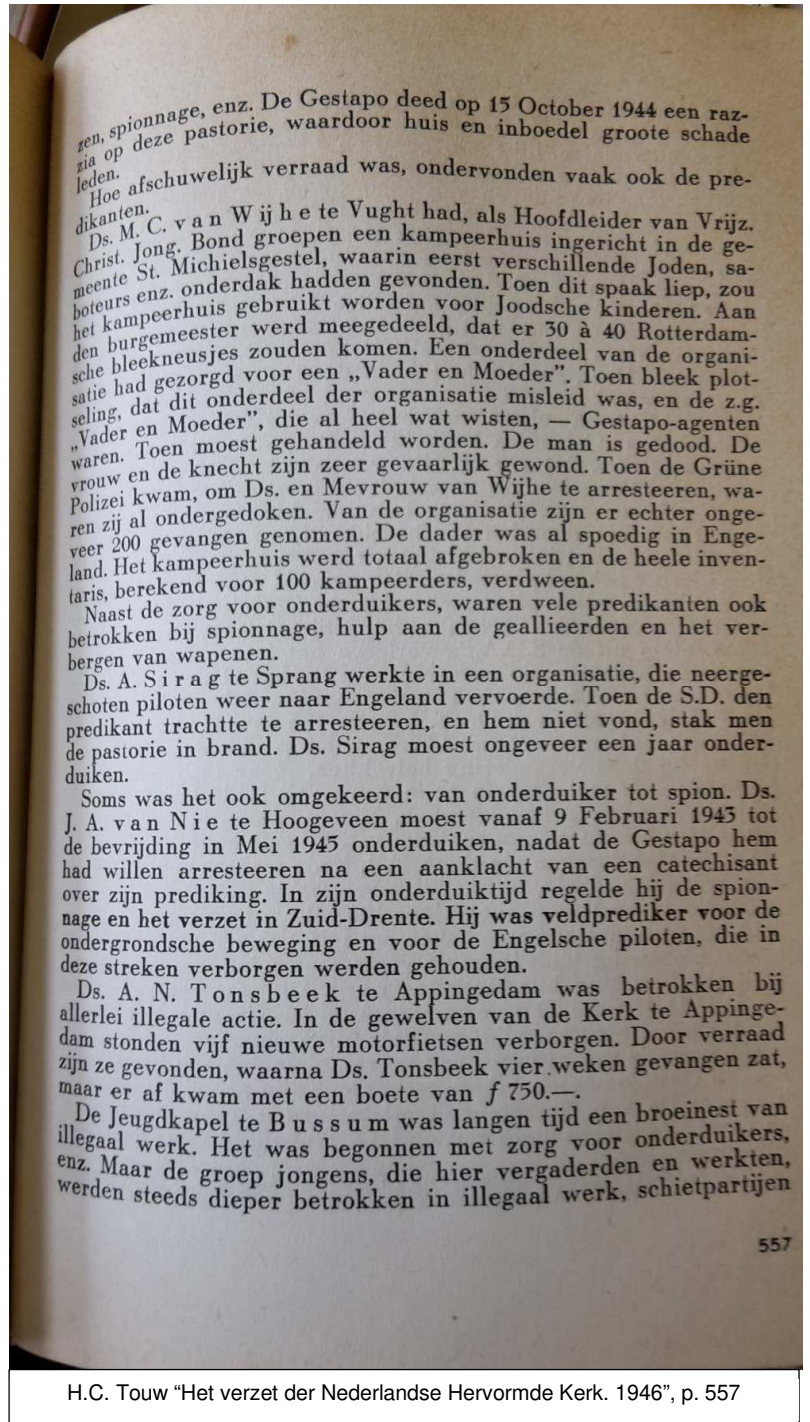 zen, spionnage, enz. De Gestapo deed op 15 October 1944 een raz-
zia op deze pastorie, waardoor huis en inboedel groote schade
leden.
Hoe afschuwelijk verraad was, ondervonden vaak ook de pre-
dikanten.
Ds. M. C. van Wijhe te Vught had, als Hoofdleider van Vrijz.
Christ. Jong. Bond groepen een kampeerhuis ingericht in de ge-
meente St. Michielsgestel, waarin eerst verschillende Joden, sa-
boteurs enz. onderdak hadden gevonden. Toen dit spaak liep, zou
het kampeerhuis gebruikt worden voor Joodsche kinderen. Aan
den burgemeester werd meegedeeld, dat er 30 à 40 Rotterdam-
sche bleekneusjes zouden komen. Een onderdeel van de organi-
satie had gezorgd voor een „Vader en Moeder”. Toen bleek plot-
seling, dat dit onderdeel der organisatie misleid was, en de z.g.
„Vader en Moeder”, die al heel wat wisten, — Gestapo-agenten
waren. Toen moest gehandeld worden. De man is gedood. De
vrouw en de knecht zijn zeer gevaarlijk gewond. Toen de Grüne
Polizei kwam, om Ds. en Mevrouw van Wijhe te arresteeren, wa-
ren zij al ondergedoken. Van de organisatie zijn er echter onge-
veer 200 gevangen genomen. De dader was al spoedig in Enge-
land. Het kampeerhuis werd totaal afgebroken en de heele inven-
taris, berekend voor 100 kampeerders, verdween.
Naast de zorg voor onderduikers, waren vele predikanten ook
betrokken bij spionnage, hulp aan de geallieerden en het ver-
bergen van wapenen.
Ds. A. Sirag te Sprang werkte in een organisatie, die neerge-
schoten piloten weer naar Engeland vervoerde. Toen de S.D. den
predikant trachtte te arresteeren, en hem niet vond, stak men
de pastorie in brand. Ds. Sirag moest ongeveer een jaar onder-
duiken.
Soms was het ook omgekeerd: van onderduiker tot spion. Ds.
J. A. van Nie te Hoogeveen moest vanaf 9 Februari 1943 tot
de bevrijding in Mei 1945 onderduiken, nadat de Gestapo hem
had willen arresteeren na een aanklacht van een catechisant
over zijn prediking. In zijn onderduiktijd regelde hij de spion-
nage en het verzet in Zuid-Drente. Hij was veldprediker voor de
ondergrondsche beweging en voor de Engelsche piloten, die in
deze streken verborgen werden gehouden.
Ds. A. N. Tonsbeek te Appingedam was betrokken bij
allerlei illegale actie. In de gewelven van de Kerk te Appinge-
dam stonden vijf nieuwe motorfietsen verborgen. Door verraad
zijn ze gevonden, waarna Ds. Tonsbeek vier weken gevangen zat,
maar er af kwam met een boete van f 750.—.
De Jeugdkapel te Bussum was langen tijd een broeinest van
illegaal werk. Het was begonnen met zorg voor onderduikers,
enz. Maar de groep jongens, die hier vergaderden en werkten,
werden steeds dieper betrokken in illegaal werk, schietpartijen
557
H.C. Touw “Het verzet der Nederlandse Hervormde Kerk. 1946”, p. 557